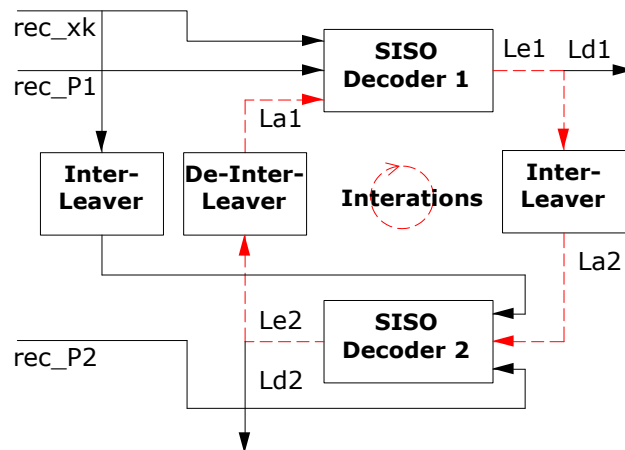 rec_xk
SISO
Decoder 1
Le1
Ld1
rec_P1
La1
Inter-
Leaver
De-Inter-
Leaver
Interations
Inter-
Leaver
La2
Le2
SISO
Decoder 2
rec_P2
Ld2